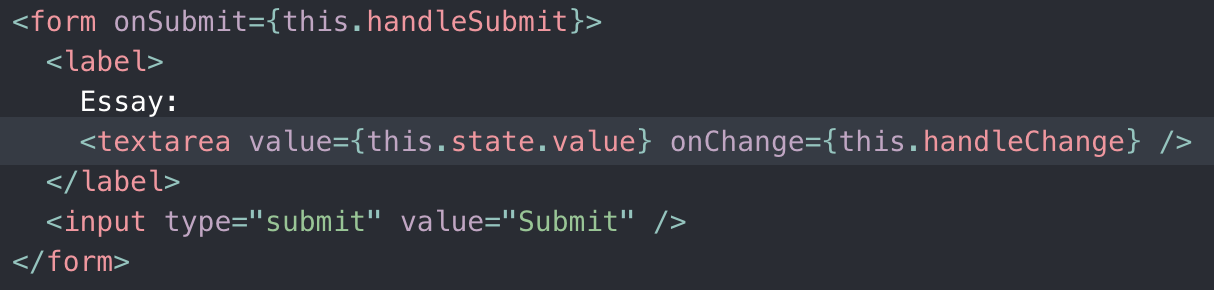 <form onSubmit={this.handleSubmit}>
  <label>
    Essay:
    <textarea value={this.state.value} onChange={this.handleChange} />
  </label>
  <input type="submit" value="Submit" />
</form>